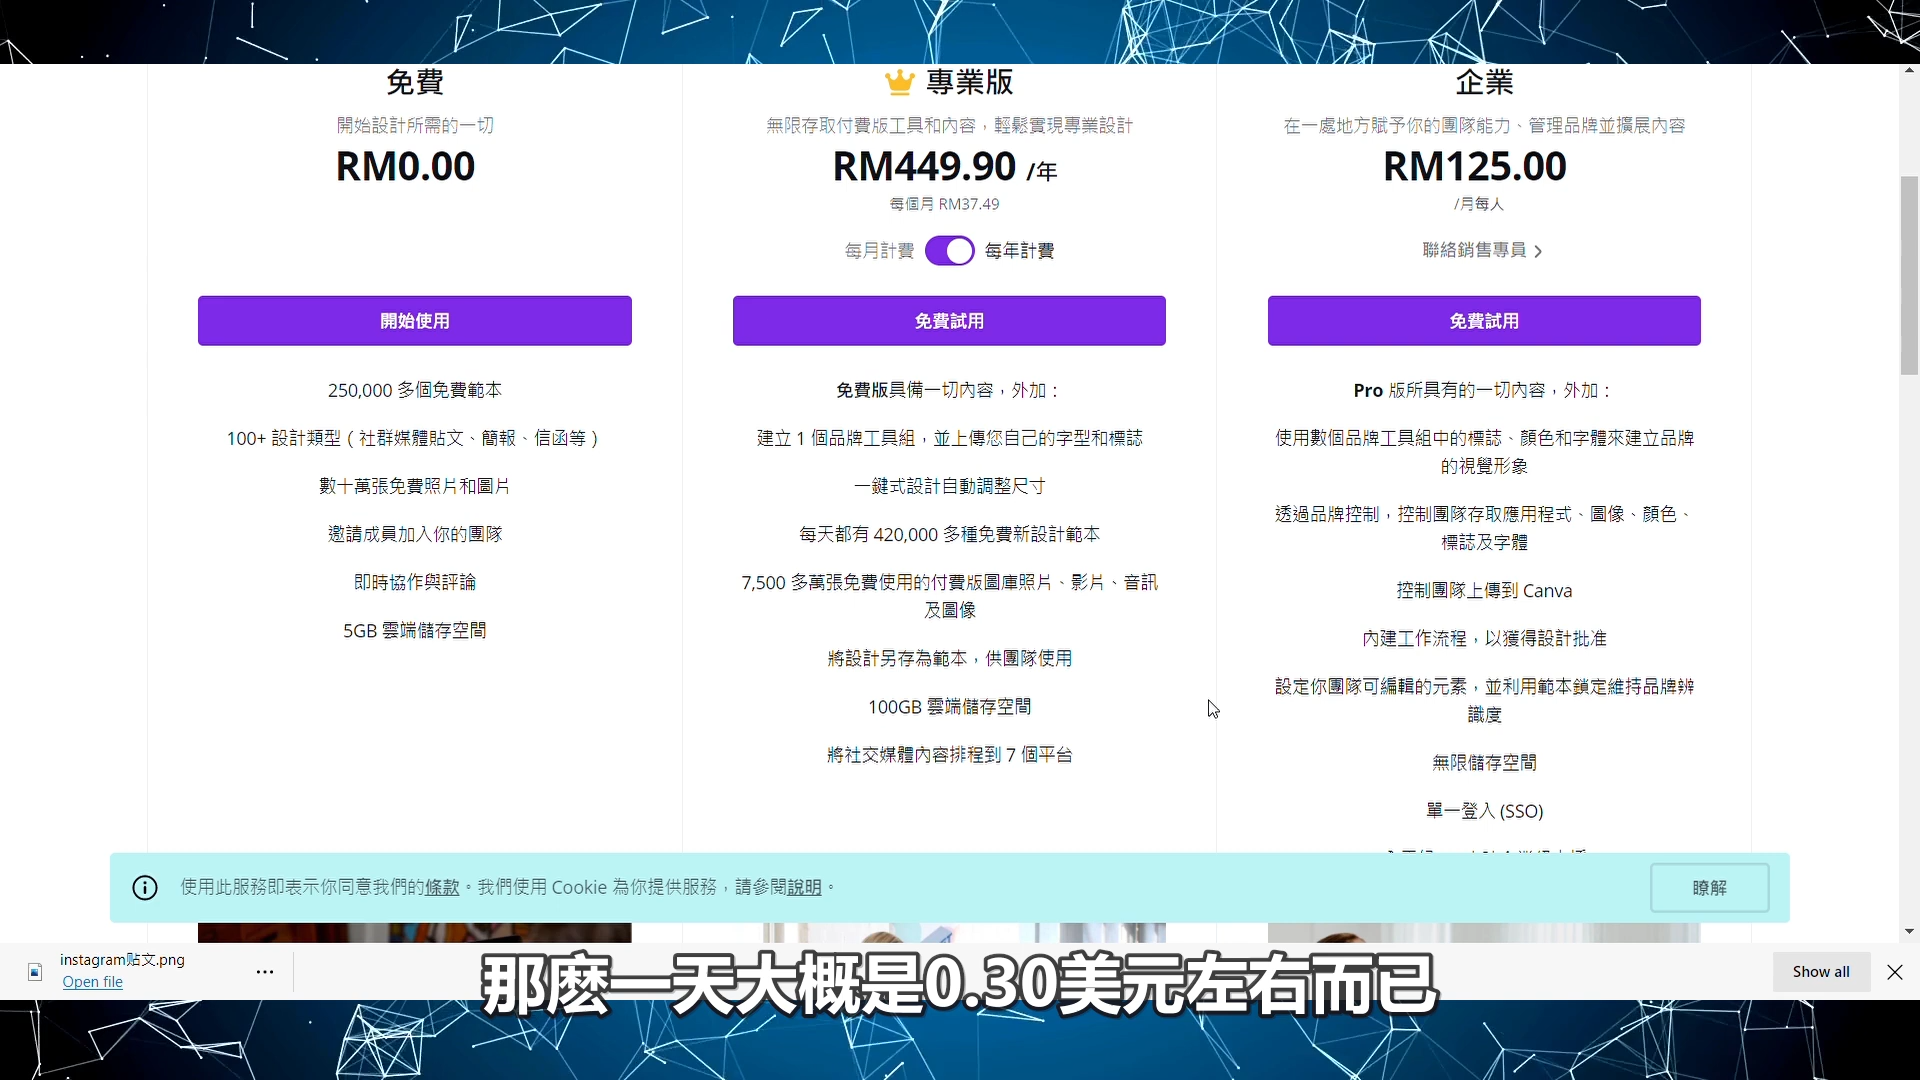 免費
開始設計所需的一切
RM0.00
開始使用
250,000 多個免費範本
100+ 設計類型 ( 社群媒體貼文、簡報、信函等 )
數十萬張免費照片和圖片
邀請成員加入你的團隊
即時協作與評論
5GB 雲端儲存空間
專業版
無限存取付費版工具和內容，輕鬆實現專業設計
RM449.90 /年
每個月 RM37.49
每月計費 每年計費
免費試用
免費版具備一切內容，外加：
建立 1 個品牌工具組，並上傳您自己的字型和標誌
一鍵式設計自動調整尺寸
每天都有 420,000 多種免費新設計範本
7,500 多萬張免費使用的付費版圖庫照片、影片、音訊
及圖像
將設計另存為範本，供團隊使用
100GB 雲端儲存空間
將社交媒體內容排程到 7 個平台
企業
在一處地方賦予你的團隊能力、管理品牌並擴展內容
RM125.00
/月每人
聯絡銷售專員
免費試用
Pro 版所具有的一切內容，外加：
使用數個品牌工具組中的標誌、顏色和字體來建立品牌
的視覺形象
透過品牌控制，控制團隊存取應用程式、圖像、顏色、
標誌及字體
控制團隊上傳到 Canva
內建工作流程，以獲得設計批准
設定你團隊可編輯的元素，並利用範本鎖定維持品牌辨
識度
無限儲存空間
單一登入 (SSO)
使用此服務即表示你同意我們的條款。我們使用 Cookie 為你提供服務，請參閱說明。
瞭解
instagram贴文.png
Open file
Show all
那麽一天大概是0.30美元左右而已